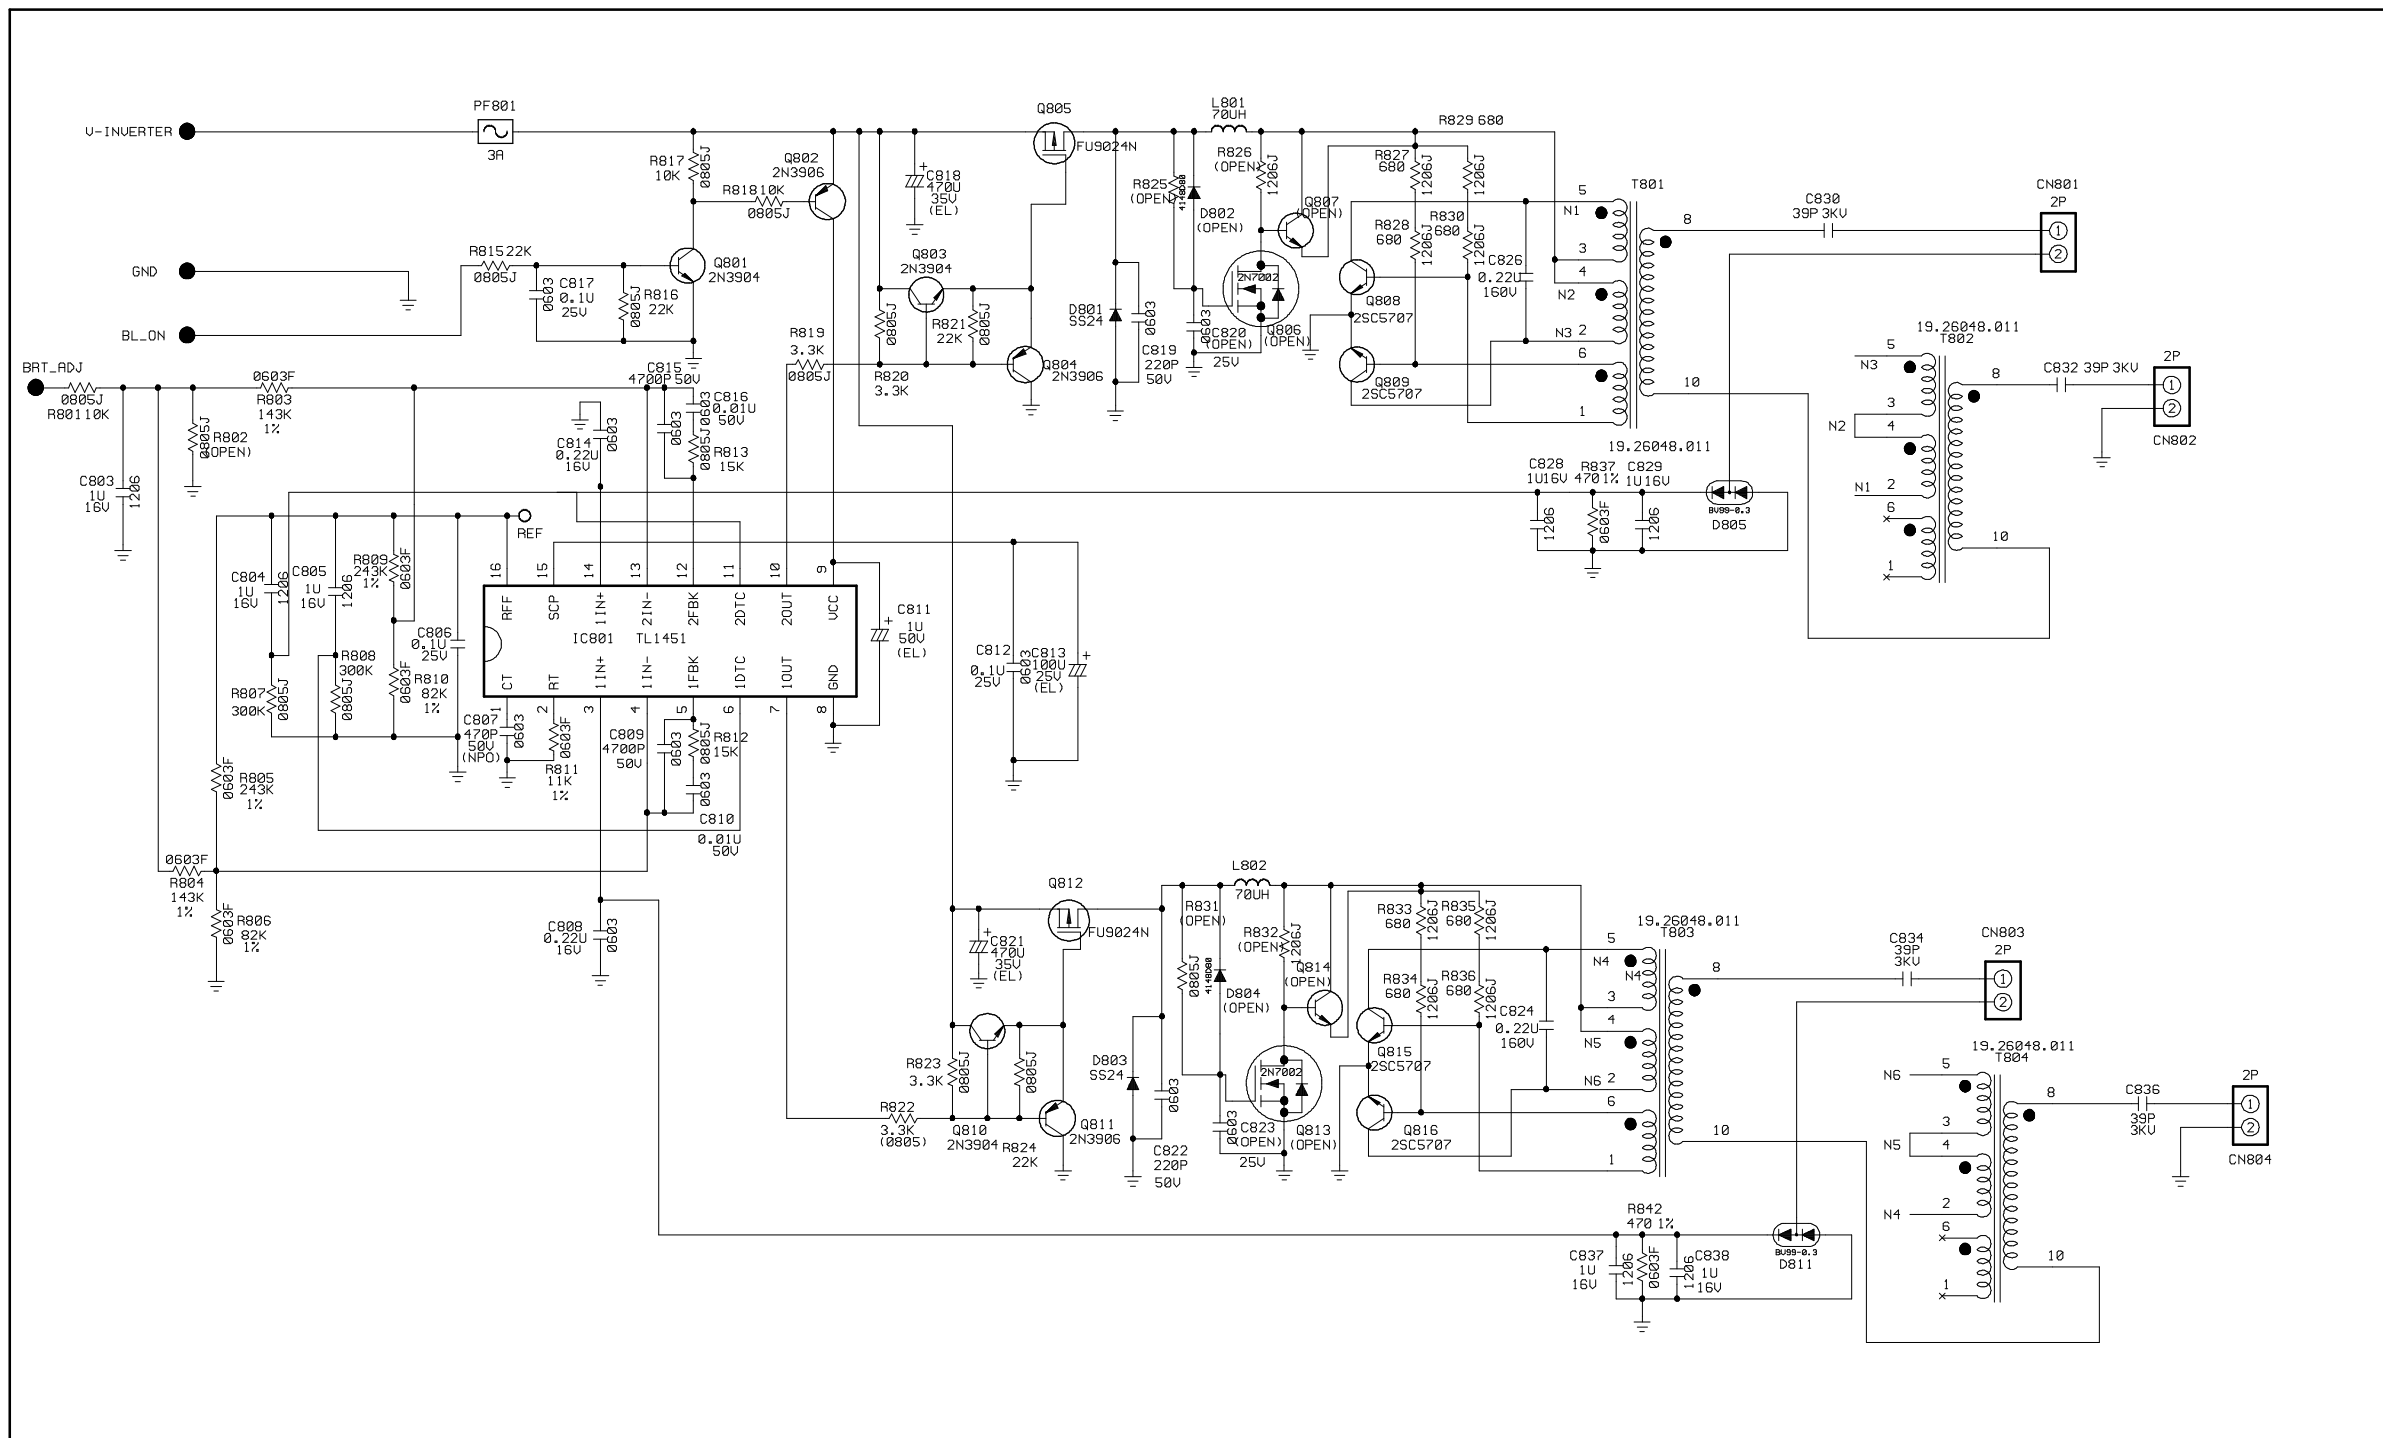 PF801
3A
V-INVERTER
GND
BL_ON
BRT_ADJ
0805J
R801 10K
C803
1U
16V
1206
0805J
R802
(OPEN)
0603F
R803
143K
1%
R815 22K
0805J
0603
C817
0.1U
25V
0805J
R816
22K
R817
10K
0805J
Q801
2N3904
R818 10K
0805J
Q802
2N3906
C818
470U
35V
(EL)
Q803
2N3904
R819
3.3K
0805J
0805J
R820
3.3K
R821
22K
0805J
Q804
2N3906
Q805
FU9024N
D801
SS24
0603
C819
220P
50V
L801
70UH
R825
(OPEN)
4148D80
D802
(OPEN)
R826
(OPEN)
1206J
Q807
(OPEN)
2N7002
0603
C820
(OPEN)
25V
Q806
(OPEN)
R829 680
R827
680
1206J
1206J
R828
680
1206J
R830
680
1206J
Q808
2SC5707
Q809
2SC5707
C826
0.22U
160V
5
N1
3
4
N2
N3 2
6
1
T801
8
10
19.26048.011
C830
39P 3KV
CN801
2P
1
2
19.26048.011
T802
5
N3
3
4
N2
2
N1
6
1
8
10
C832 39P 3KV
2P
1
2
CN802
C828
1U16V
1206
R837
470 1%
0603F
C829
1U16V
1206
BV99-0.3
D805
C815
4700P 50V
0603
0603
C816
0.01U
50V
0805J
R813
15K
C814
0.22U
16V
0603
REF
C804
1U
16V
1206
C805
1U
16V
1206
R809
243K
1%
0603F
C806
0.1U
25V
R807
300K
0805J
R808
300K
0805J
0603F
R810
82K
1%
16 15 14 13 12 11 10 9
RFF SCP 1IN+ 2IN- 2FBK 2DTC 2OUT VCC
IC801 TL1451
CT RT 1IN+ 1IN- 1FBK 1DTC 1OUT GND
1 2 3 4 5 6 7 8
C811
1U
50V
(EL)
C812
0.1U
25V
0603
C813
100U
25V
(EL)
C807
470P
50V
(NPO)
0603
0603F
R811
11K
1%
C809
4700P
50V
0603
0805J
R812
15K
0603
C810
0.01U
50V
0603F
R805
243K
1%
0603F
R804
143K
1%
0603F
R806
82K
1%
C808
0.22U
16V
0603
Q812
FU9024N
C821
470U
35V
(EL)
R823
3.3K
0805J
0805J
R822
3.3K
(0805)
Q810
2N3904
R824
22K
Q811
2N3906
D803
SS24
0603
C822
220P
50V
L802
70UH
R831
(OPEN)
0805J
4148D80
D804
(OPEN)
R832
(OPEN)
1206J
Q814
(OPEN)
2N7002
0603
C823
(OPEN)
25V
Q813
(OPEN)
R833
680
1206J
R835
680
1206J
R834
680
1206J
R836
680
1206J
Q815
2SC5707
Q816
2SC5707
C824
0.22U
160V
19.26048.011
T803
5
N4
N4
3
4
N5
N6 2
6
1
8
10
C834
39P
3KV
CN803
2P
1
2
19.26048.011
T804
5
N6
3
N5
4
2
N4
6
1
8
10
C836
39P
3KV
2P
1
2
CN804
R842
470 1%
C837
1U
16V
1206
0603F
1206
C838
1U
16V
BV99-0.3
D811